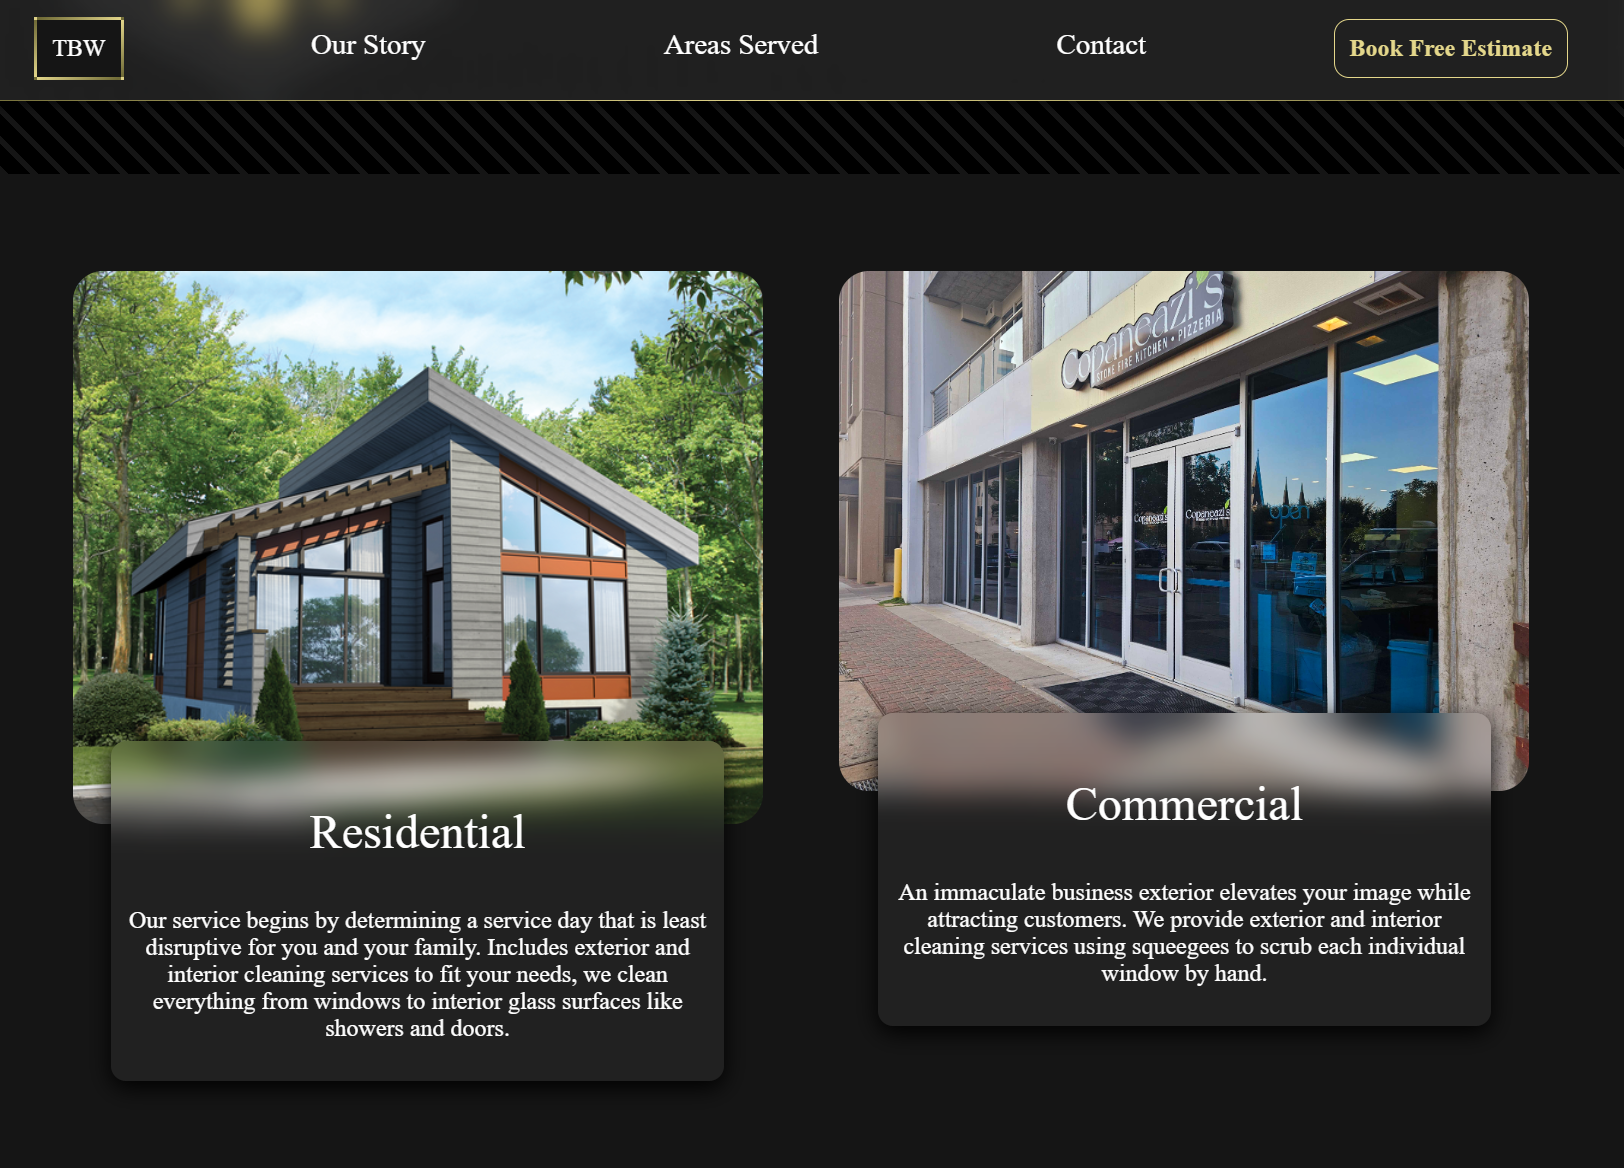 TBW
Our Story
Areas Served
Contact
Book Free Estimate
Copaneazi's
STONE FIRE KITCHEN • PIZZERIA
Copaneazi's
Copaneazi's
open
Residential
Our service begins by determining a service day that is least
disruptive for you and your family. Includes exterior and
interior cleaning services to fit your needs, we clean
everything from windows to interior glass surfaces like
showers and doors.
Commercial
An immaculate business exterior elevates your image while
attracting customers. We provide exterior and interior
cleaning services using squeegees to scrub each individual
window by hand.